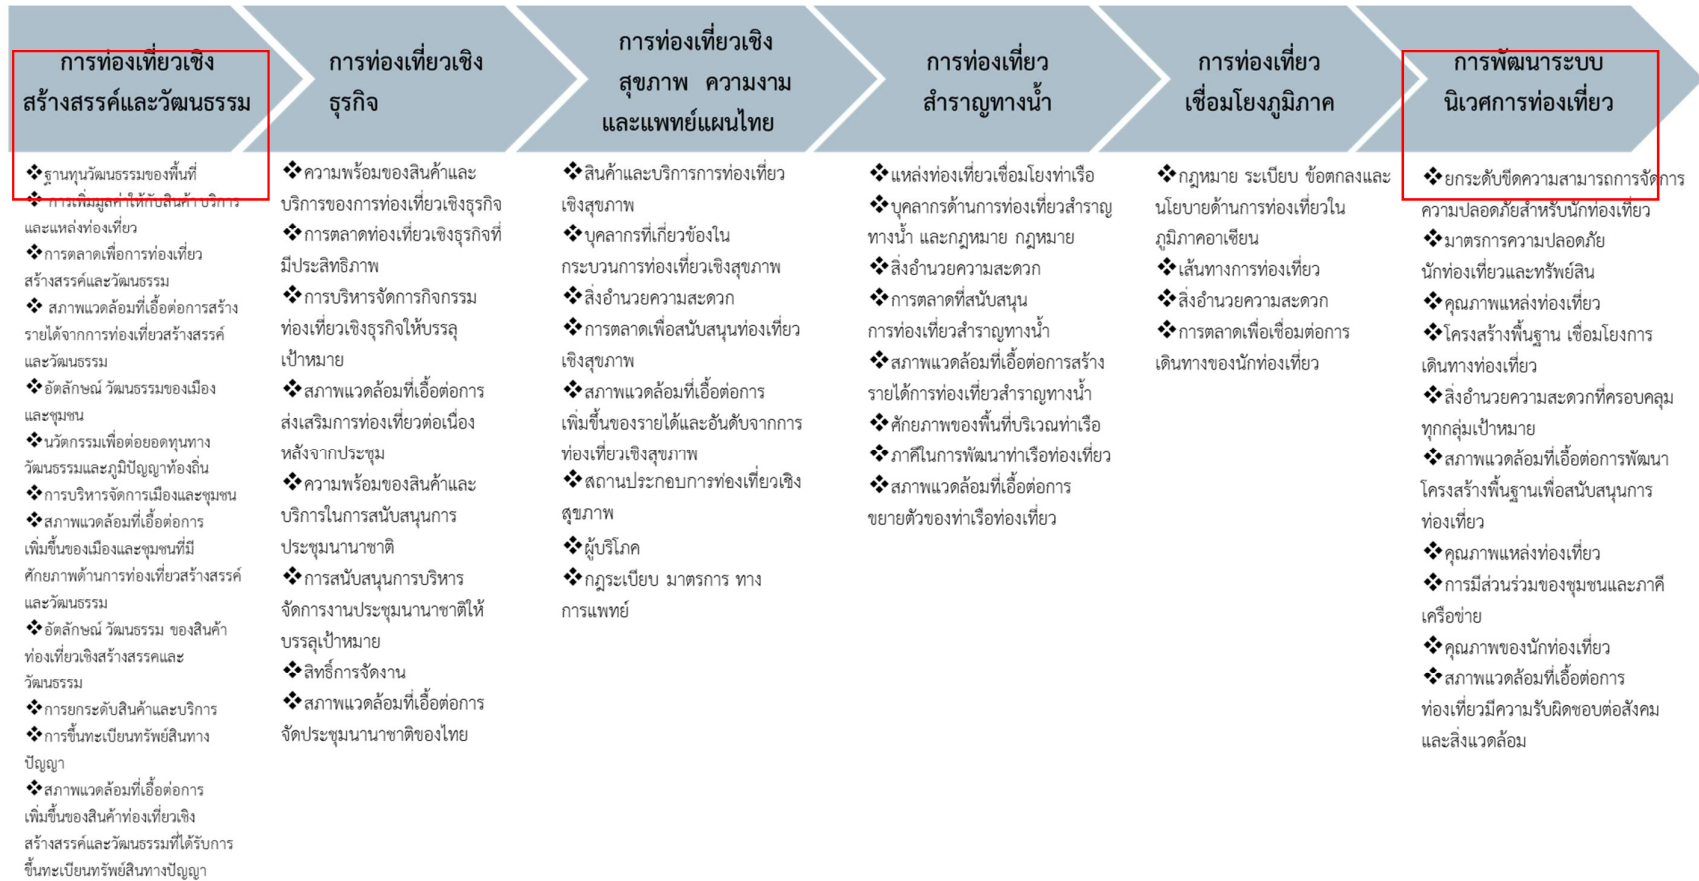 การท่องเที่ยวเชิง
สร้างสรรค์และวัฒนธรรม
❖ฐานทุนวัฒนธรรมของพื้นที่
❖ การเพิ่มมูลค่าให้กับสินค้า บริการ
และแหล่งท่องเที่ยว
❖การตลาดเพื่อการท่องเที่ยว
สร้างสรรค์และวัฒนธรรม
❖ สภาพแวดล้อมที่เอื้อต่อการสร้าง
รายได้จากการท่องเที่ยวสร้างสรรค์
และวัฒนธรรม
❖อัตลักษณ์ วัฒนธรรมของเมือง
และชุมชน
❖นวัตกรรมเพื่อต่อยอดทุนทาง
วัฒนธรรมและภูมิปัญญาท้องถิ่น
❖การบริหารจัดการเมืองและชุมชน
❖สภาพแวดล้อมที่เอื้อต่อการ
เพิ่มขึ้นของเมืองและชุมชนที่มี
ศักยภาพด้านการท่องเที่ยวสร้างสรรค์
และวัฒนธรรม
❖อัตลักษณ์ วัฒนธรรม ของสินค้า
ท่องเที่ยวเชิงสร้างสรรคและ
วัฒนธรรม
❖การยกระดับสินค้าและบริการ
❖การขึ้นทะเบียนทรัพย์สินทาง
ปัญญา
❖สภาพแวดล้อมที่เอื้อต่อการ
เพิ่มขึ้นของสินค้าท่องเที่ยวเชิง
สร้างสรรค์และวัฒนธรรมที่ได้รับการ
ขึ้นทะเบียนทรัพย์สินทางปัญญา
การท่องเที่ยวเชิง
ธุรกิจ
❖ความพร้อมของสินค้าและ
บริการของการท่องเที่ยวเชิงธุรกิจ
❖การตลาดท่องเที่ยวเชิงธุรกิจที่
มีประสิทธิภาพ
❖การบริหารจัดการกิจกรรม
ท่องเที่ยวเชิงธุรกิจให้บรรลุ
เป้าหมาย
❖สภาพแวดล้อมที่เอื้อต่อการ
ส่งเสริมการท่องเที่ยวต่อเนื่อง
หลังจากประชุม
❖ความพร้อมของสินค้าและ
บริการในการสนับสนุนการ
ประชุมนานาชาติ
❖การสนับสนุนการบริหาร
จัดการงานประชุมนานาชาติให้
บรรลุเป้าหมาย
❖สิทธิ์การจัดงาน
❖สภาพแวดล้อมที่เอื้อต่อการ
จัดประชุมนานาชาติของไทย
การท่องเที่ยวเชิง
สุขภาพ ความงาม
และแพทย์แผนไทย
❖สินค้าและบริการการท่องเที่ยว
เชิงสุขภาพ
❖บุคลากรที่เกี่ยวข้องใน
กระบวนการท่องเที่ยวเชิงสุขภาพ
❖สิ่งอำนวยความสะดวก
❖การตลาดเพื่อสนับสนุนท่องเที่ยว
เชิงสุขภาพ
❖สภาพแวดล้อมที่เอื้อต่อการ
เพิ่มขึ้นของรายได้และอันดับจากการ
ท่องเที่ยวเชิงสุขภาพ
❖สถานประกอบการท่องเที่ยวเชิง
สุขภาพ
❖ผู้บริโภค
❖กฎระเบียบ มาตรการ ทาง
การแพทย์
การท่องเที่ยว
สำราญทางน้ำ
❖แหล่งท่องเที่ยวเชื่อมโยงท่าเรือ
❖บุคลากรด้านการท่องเที่ยวสำราญ
ทางน้ำ และกฎหมาย กฎหมาย
❖สิ่งอำนวยความสะดวก
❖การตลาดที่สนับสนุน
การท่องเที่ยวสำราญทางน้ำ
❖สภาพแวดล้อมที่เอื้อต่อการสร้าง
รายได้การท่องเที่ยวสำราญทางน้ำ
❖ศักยภาพของพื้นที่บริเวณท่าเรือ
❖ภาคีในการพัฒนาท่าเรือท่องเที่ยว
❖สภาพแวดล้อมที่เอื้อต่อการ
ขยายตัวของท่าเรือท่องเที่ยว
การท่องเที่ยว
เชื่อมโยงภูมิภาค
❖กฎหมาย ระเบียบ ข้อตกลงและ
นโยบายด้านการท่องเที่ยวใน
ภูมิภาคอาเซียน
❖เส้นทางการท่องเที่ยว
❖สิ่งอำนวยความสะดวก
❖การตลาดเพื่อเชื่อมต่อการ
เดินทางของนักท่องเที่ยว
การพัฒนาระบบ
นิเวศการท่องเที่ยว
❖ยกระดับขีดความสามารถการจัดการ
ความปลอดภัยสำหรับนักท่องเที่ยว
❖มาตรการความปลอดภัย
นักท่องเที่ยวและทรัพย์สิน
❖คุณภาพแหล่งท่องเที่ยว
❖โครงสร้างพื้นฐาน เชื่อมโยงการ
เดินทางท่องเที่ยว
❖สิ่งอำนวยความสะดวกที่ครอบคลุม
ทุกกลุ่มเป้าหมาย
❖สภาพแวดล้อมที่เอื้อต่อการพัฒนา
โครงสร้างพื้นฐานเพื่อสนับสนุนการ
ท่องเที่ยว
❖คุณภาพแหล่งท่องเที่ยว
❖การมีส่วนร่วมของชุมชนและภาคี
เครือข่าย
❖คุณภาพของนักท่องเที่ยว
❖สภาพแวดล้อมที่เอื้อต่อการ
ท่องเที่ยวมีความรับผิดชอบต่อสังคม
และสิ่งแวดล้อม